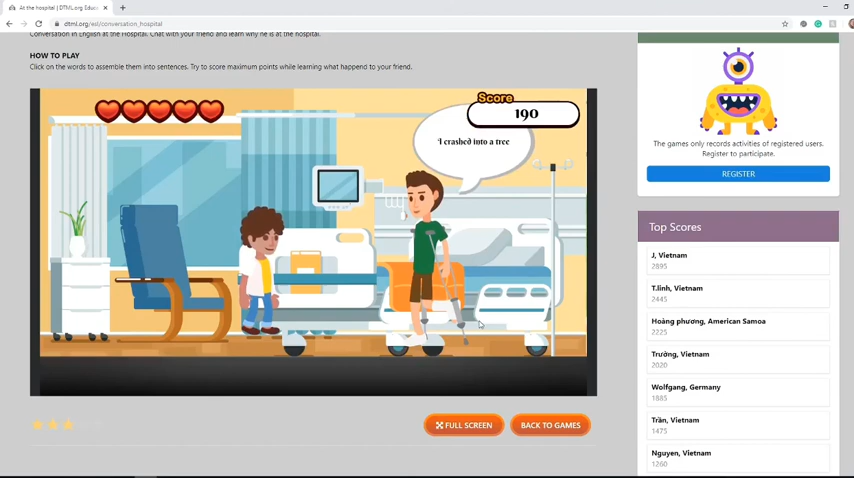 At the hospital | DTML.org Educ
dtml.org/esl/conversation_hospital
Conversation in English at the Hospital. Chat with your friend and learn why he is at the hospital.
HOW TO PLAY
Click on the words to assemble them into sentences. Try to score maximum points while learning what happend to your friend.
Score
190
I crashed into a tree
FULL SCREEN
BACK TO GAMES
The games only records activities of registered users.
Register to participate.
REGISTER
Top Scores
J, Vietnam
2895
T.linh, Vietnam
2445
Hoàng phương, American Samoa
2225
Trường, Vietnam
2020
Wolfgang, Germany
1885
Trần, Vietnam
1475
Nguyen, Vietnam
1260